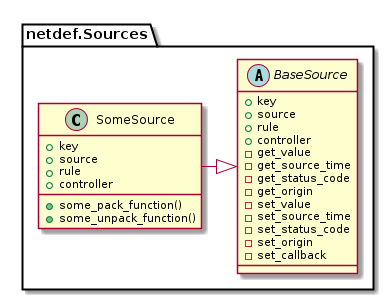 netdef.Sources
C SomeSource
key
source
rule
controller
some_pack_function()
some_unpack_function()
A BaseSource
key
source
rule
controller
get_value
get_source_time
get_status_code
get_origin
set_value
set_source_time
set_status_code
set_origin
set_callback